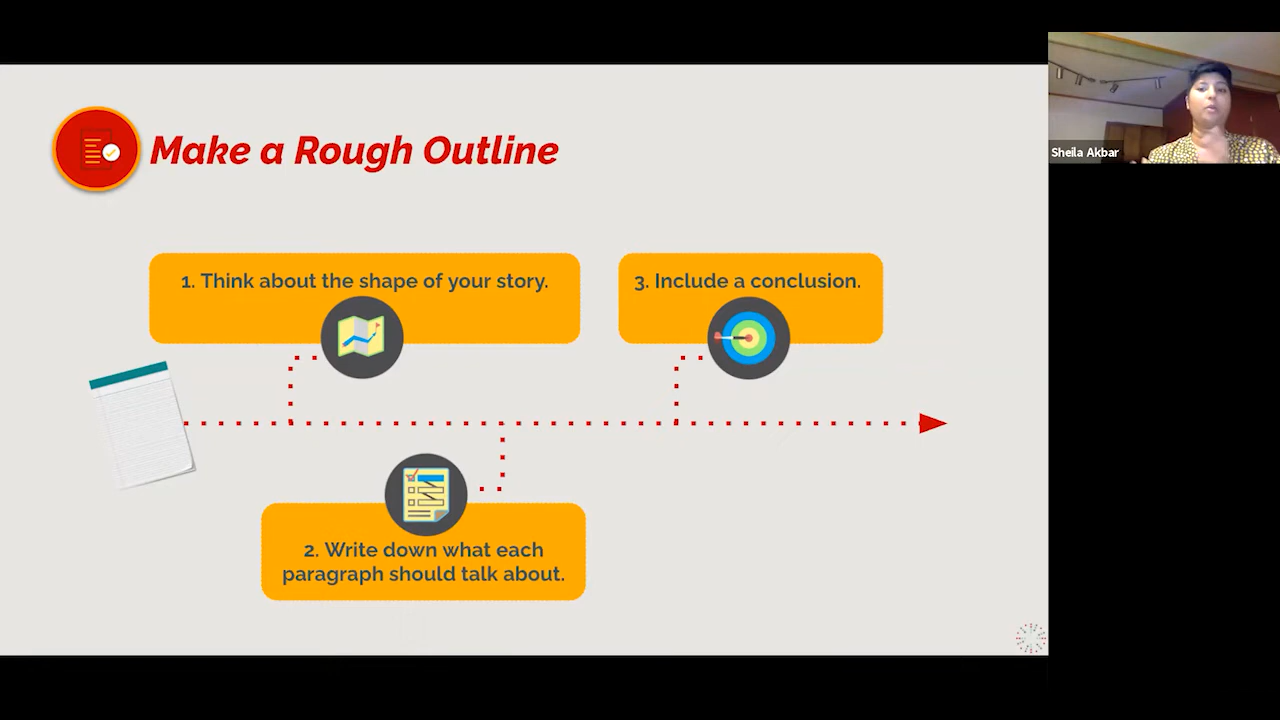 Make a Rough Outline
1. Think about the shape of your story.
3. Include a conclusion.
2. Write down what each
paragraph should talk about.
Sheila Akbar